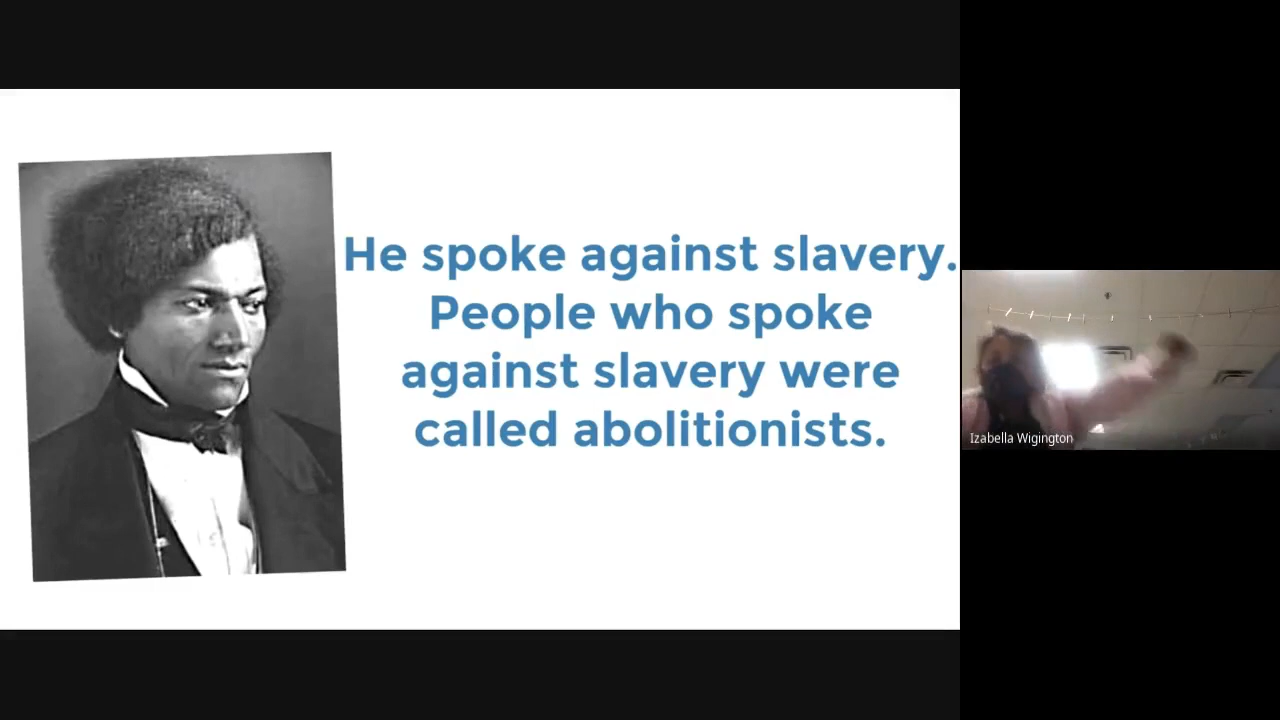 He spoke against slavery.
People who spoke
against slavery were
called abolitionists.
Izabella Wigington